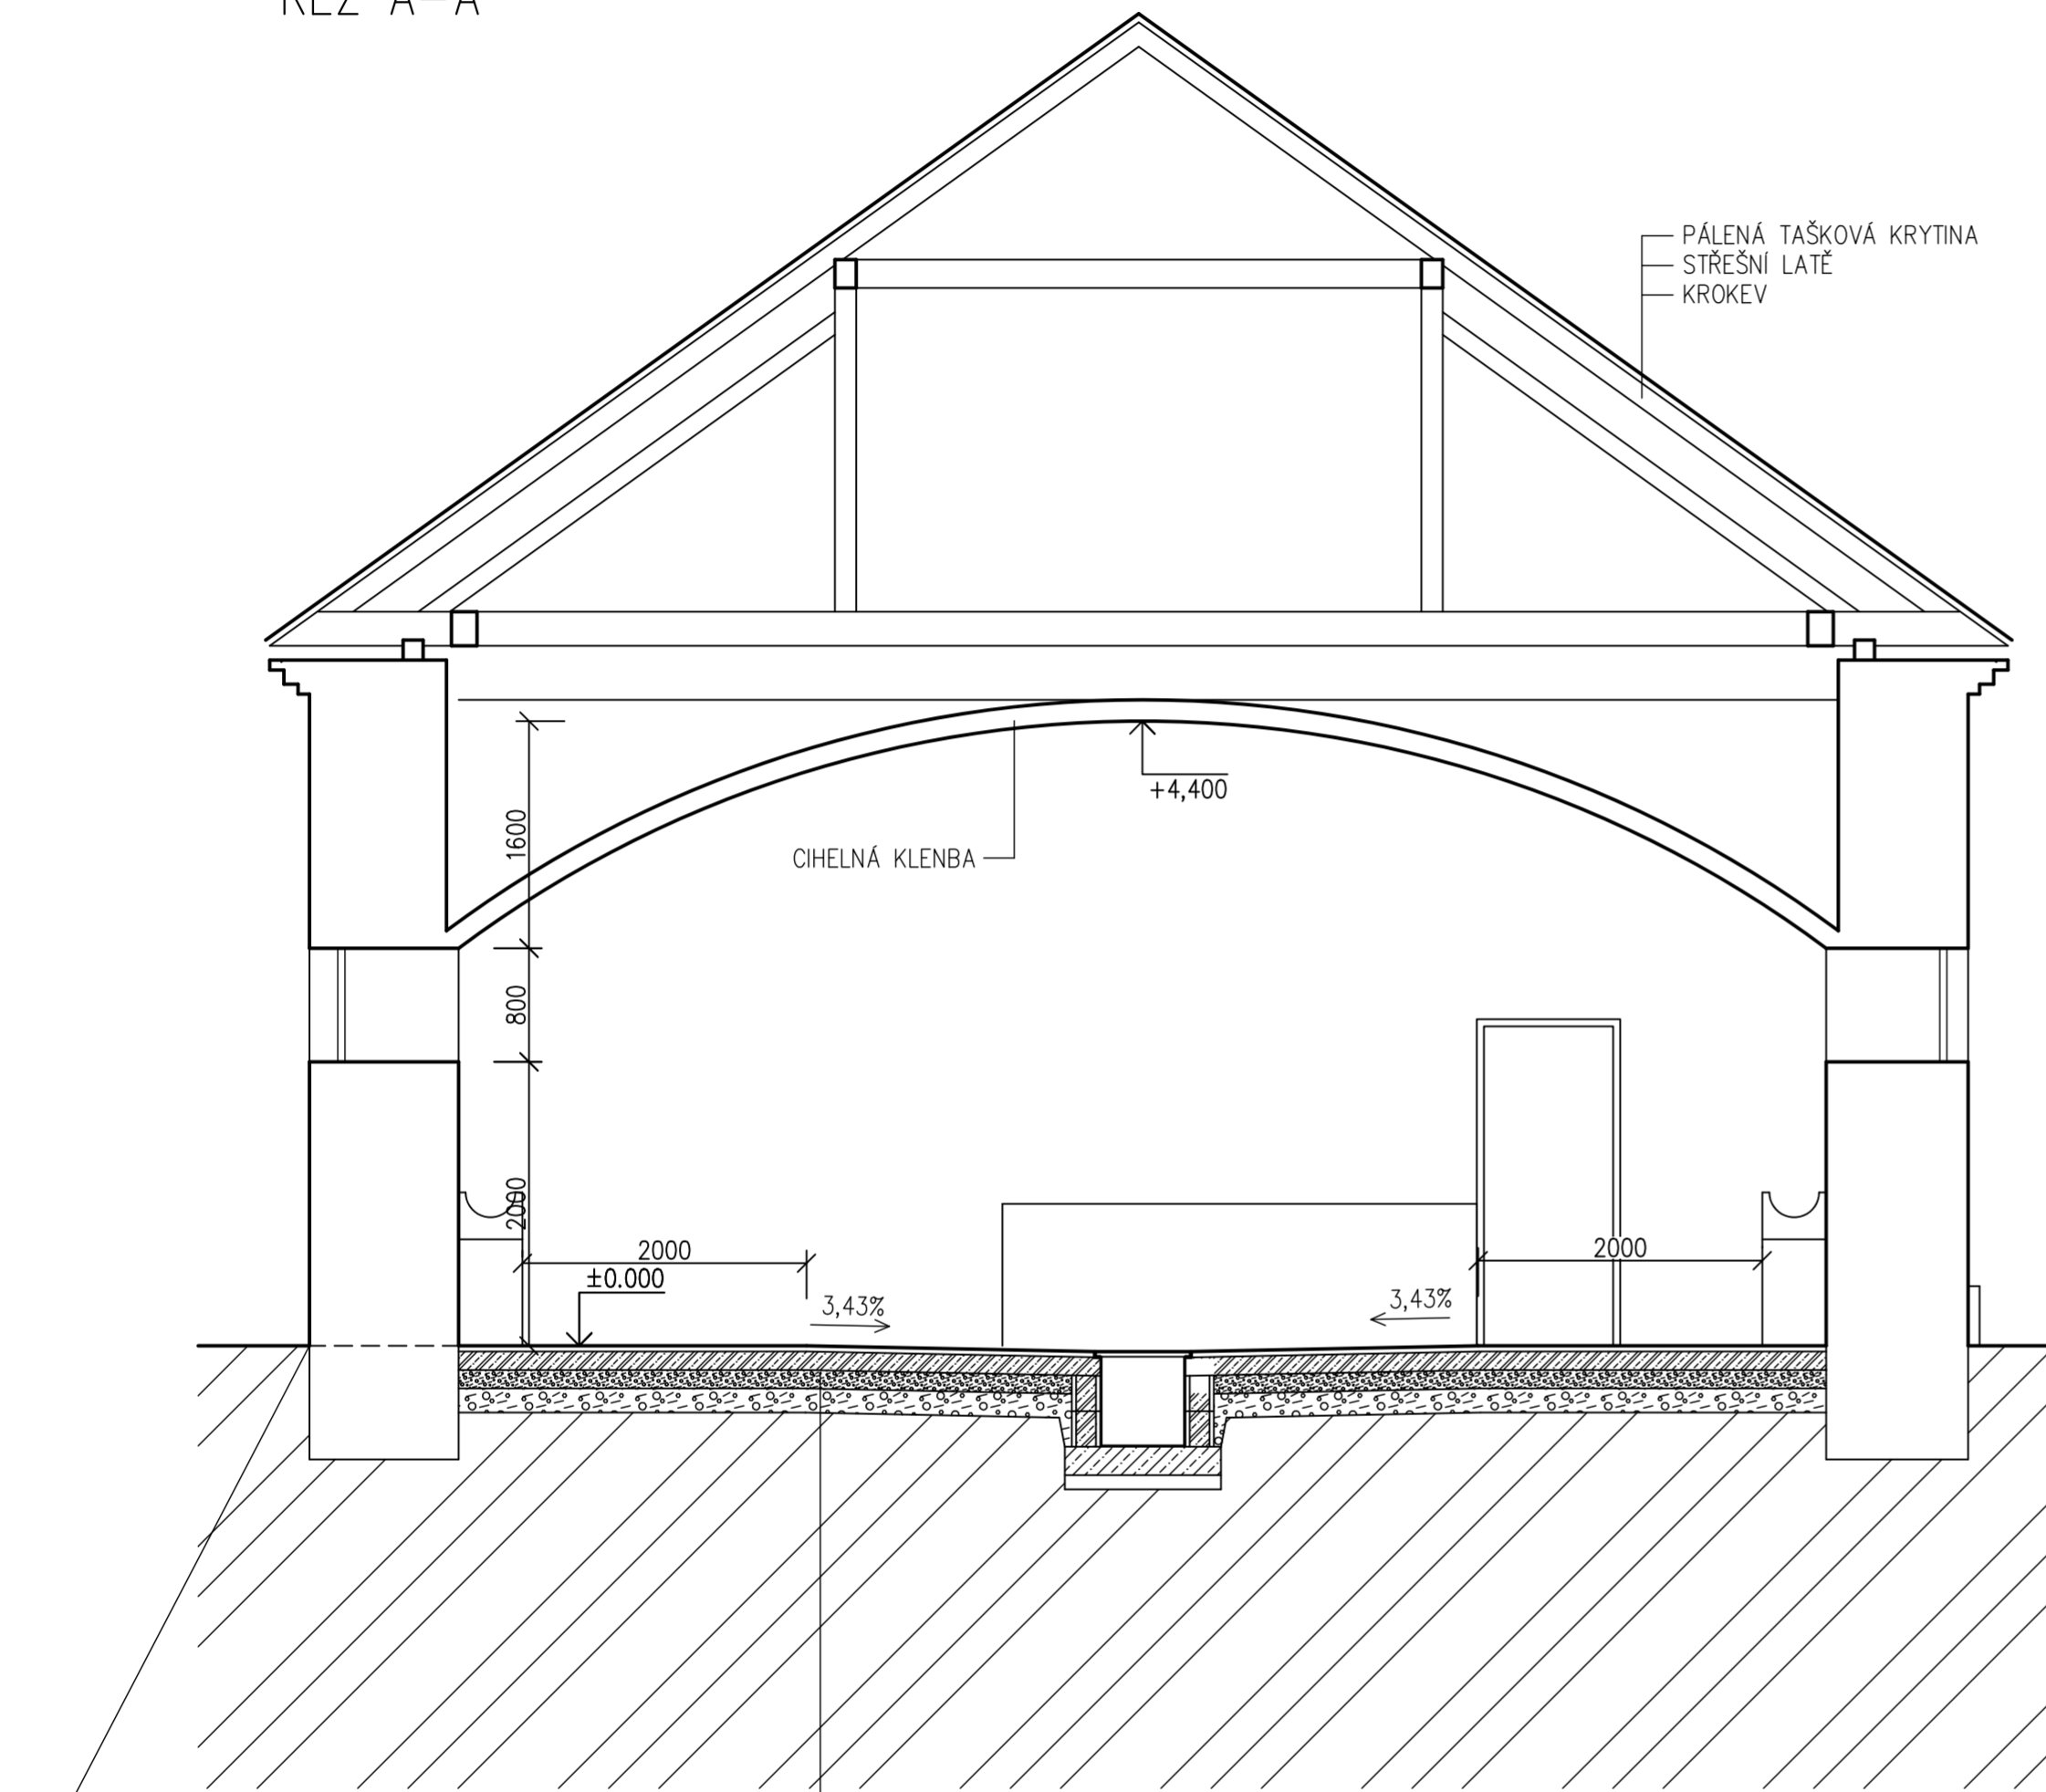 ŘEZ A-A
PÁLENÁ TAŠKOVÁ KRYTINA
STŘEŠNÍ LATĚ
KROKEV
+4,400
1600
CIHELNÁ KLENBA
800
2000
2000
2000
±0.000
3,43%
3,43%